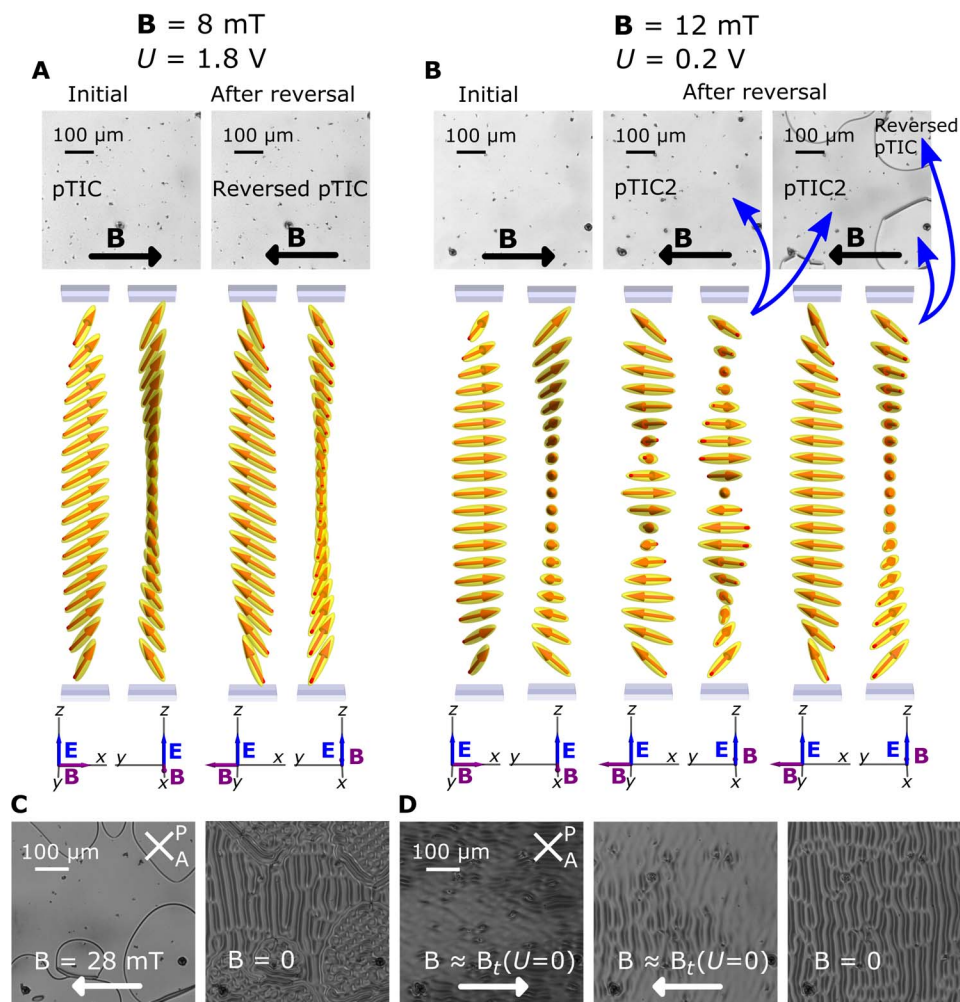 B = 8 mT
U = 1.8 V
B = 12 mT
U = 0.2 V
A
Initial
After reversal
100 µm
pTIC
B
100 µm
Reversed pTIC
B
B
Initial
After reversal
100 µm
B
100 µm
pTIC2
B
100 µm
Reversed
pTIC
pTIC2
B
z
E
B
x
y
z
E
B
y
x
z
E
B
x
y
z
E
B
y
x
z
E
B
x
y
z
E
B
y
x
z
E
B
x
y
z
E
B
y
x
z
E
B
x
y
z
E
B
y
x
C
100 µm
P
A
B = 28 mT
B = 0
D
100 µm
P
A
B ≈ Bt(U=0)
B ≈ Bt(U=0)
B = 0